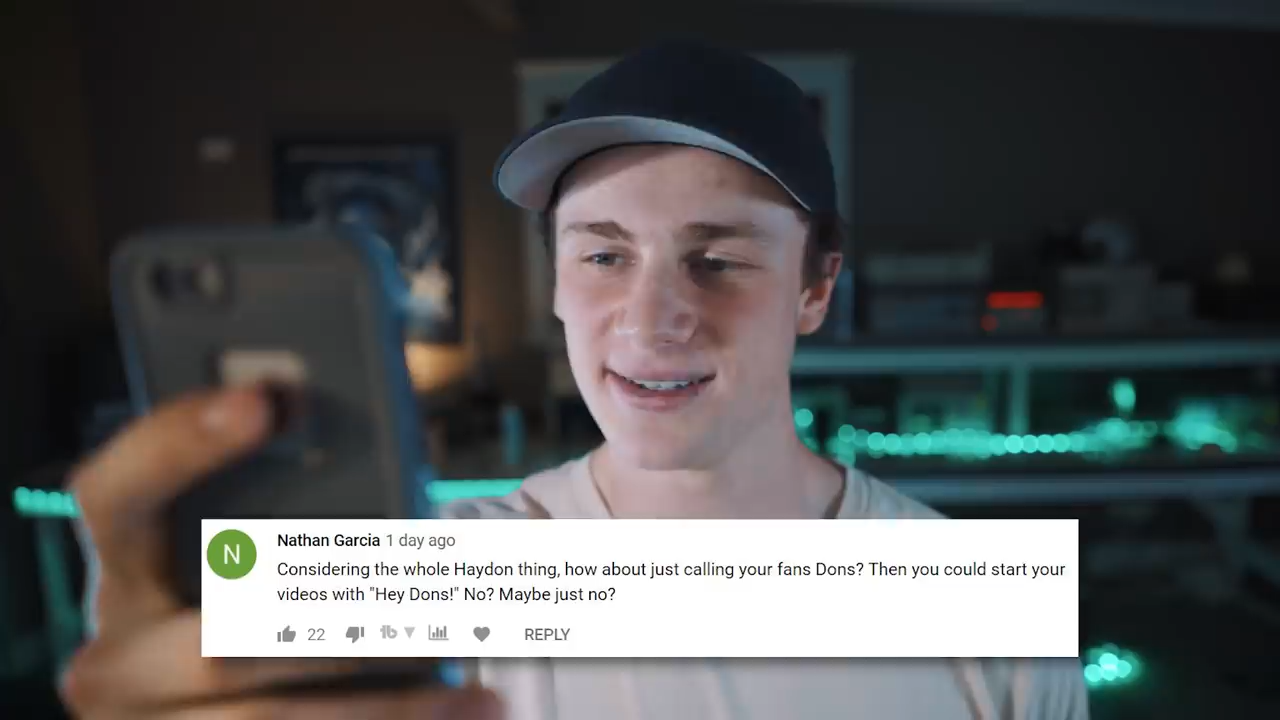 Nathan Garcia 1 day ago
N
Considering the whole Haydon thing, how about just calling your fans Dons? Then you could start your
videos with "Hey Dons!" No? Maybe just no?
22 tb REPLY